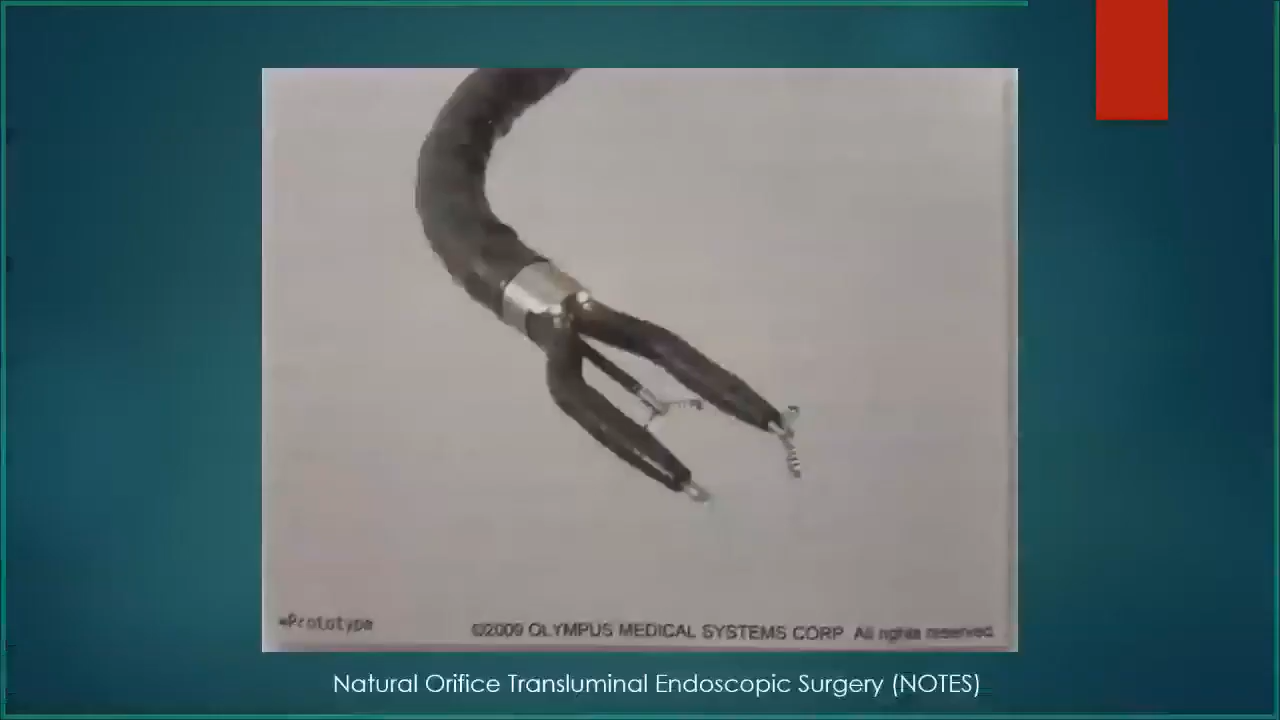 *Prototype
©2009 OLYMPUS MEDICAL SYSTEMS CORP. All rights reserved.
Natural Orifice Transluminal Endoscopic Surgery (NOTES)